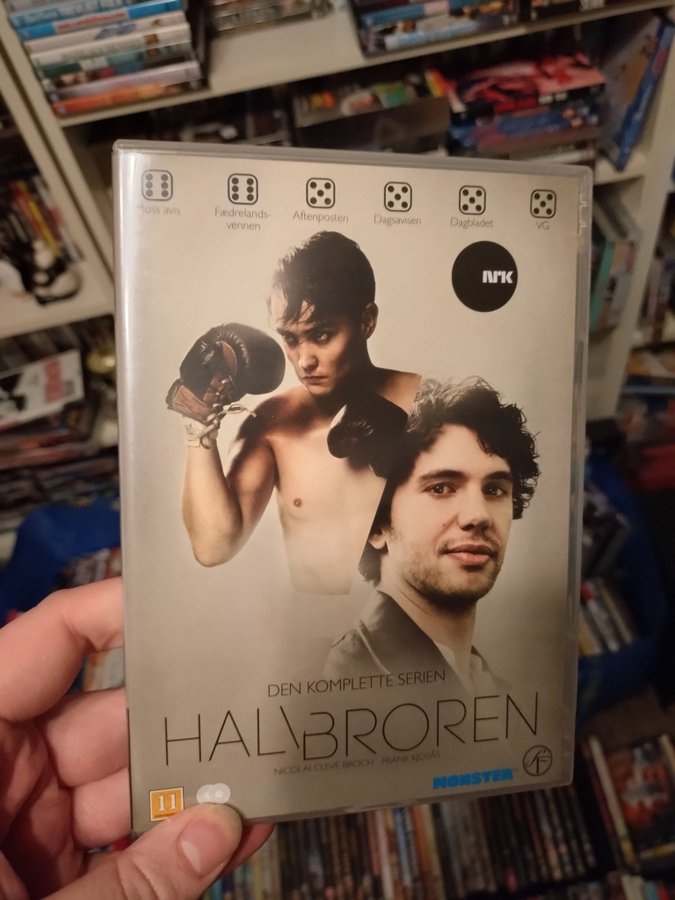 Moss avis
Fædrelands-
vennen
Aftenposten
Dagsavisen
Dagbladet
VG
NRK
DEN KOMPLETTE SERIEN
HALVBROREN
NICOLAI CLEVE BROCH FRANK KJOSÅS
MONSTER
SF
11